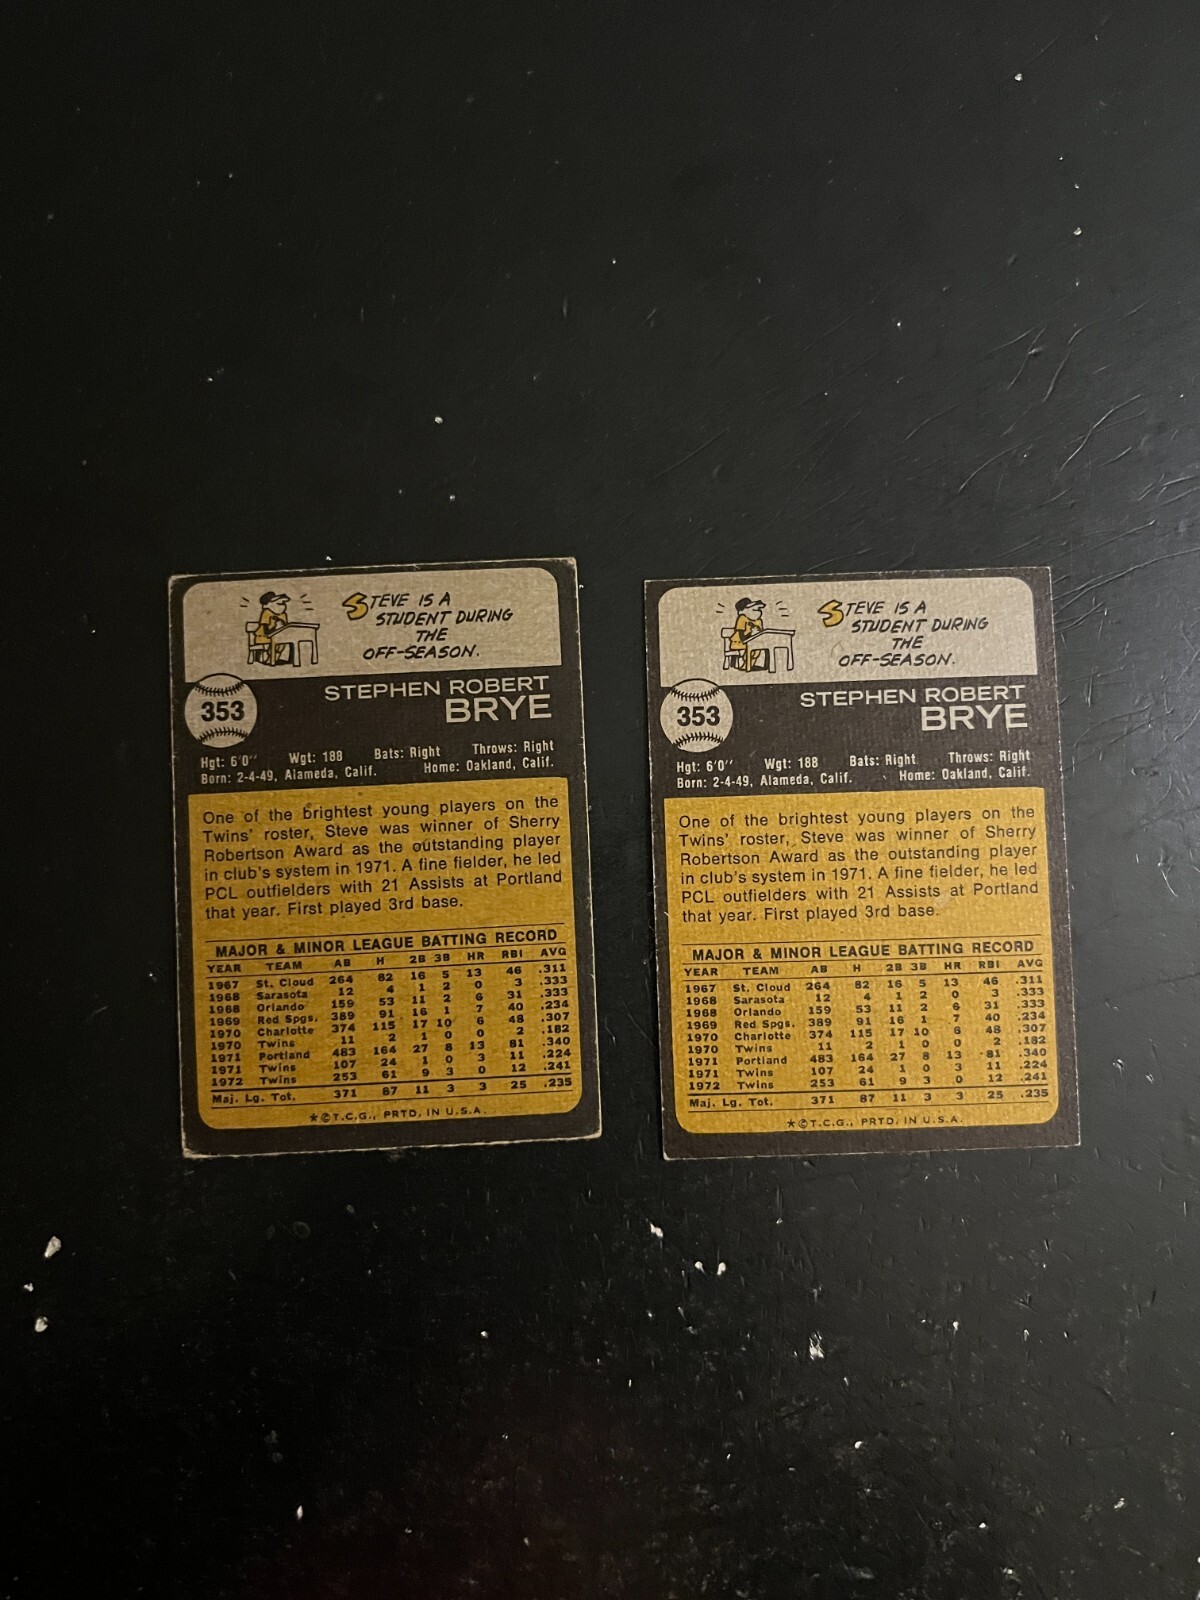 STEVE IS A
STUDENT DURING
THE
OFF-SEASON.
353
STEPHEN ROBERT
BRYE
Hgt: 6'0" Wgt: 188 Bats: Right Throws: Right
Born: 2-4-49, Alameda, Calif. Home: Oakland, Calif.
One of the brightest young players on the
Twins' roster, Steve was winner of Sherry
Robertson Award as the outstanding player
in club's system in 1971. A fine fielder, he led
PCL outfielders with 21 Assists at Portland
that year. First played 3rd base.
MAJOR & MINOR LEAGUE BATTING RECORD
YEAR TEAM AB H 2B 3B HR RBI AVG
1967 St. Cloud 264 82 16 5 13 46 .311
1968 Sarasota 12 4 1 2 0 3 .333
1968 Orlando 159 53 11 2 6 31 .333
1969 Red Spgs. 389 91 16 1 7 40 .234
1970 Charlotte 374 115 17 10 6 48 .307
1970 Twins 11 2 1 0 0 2 .182
1971 Portland 483 164 27 8 13 81 .340
1971 Twins 107 24 1 0 3 11 .224
1972 Twins 253 61 9 3 0 12 .241
Maj. Lg. Tot. 371 87 11 3 3 25 .235
★©T.C.G., PRTD. IN U.S.A.
STEVE IS A
STUDENT DURING
THE
OFF-SEASON.
353
STEPHEN ROBERT
BRYE
Hgt: 6'0" Wgt: 188 Bats: Right Throws: Right
Born: 2-4-49, Alameda, Calif. Home: Oakland, Calif.
One of the brightest young players on the
Twins' roster, Steve was winner of Sherry
Robertson Award as the outstanding player
in club's system in 1971. A fine fielder, he led
PCL outfielders with 21 Assists at Portland
that year. First played 3rd base.
MAJOR & MINOR LEAGUE BATTING RECORD
YEAR TEAM AB H 2B 3B HR RBI AVG
1967 St. Cloud 264 82 16 5 13 46 .311
1968 Sarasota 12 4 1 2 0 3 .333
1968 Orlando 159 53 11 2 6 31 .333
1969 Red Spgs. 389 91 16 1 7 40 .234
1970 Charlotte 374 115 17 10 6 48 .307
1970 Twins 11 2 1 0 0 2 .182
1971 Portland 483 164 27 8 13 81 .340
1971 Twins 107 24 1 0 3 11 .224
1972 Twins 253 61 9 3 0 12 .241
Maj. Lg. Tot. 371 87 11 3 3 25 .235
★©T.C.G., PRTD. IN U.S.A.